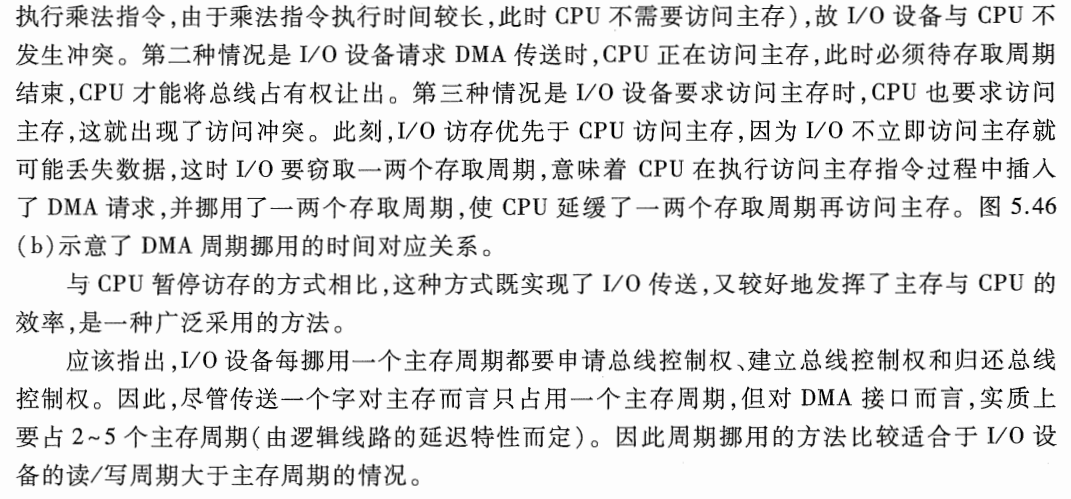 执行乘法指令,由于乘法指令执行时间较长,此时 CPU 不需要访问主存),故 I/O 设备与 CPU 不
发生冲突。第二种情况是 I/O 设备请求 DMA 传送时,CPU 正在访问主存,此时必须待存取周期
结束,CPU 才能将总线占有权让出。第三种情况是 I/O 设备要求访问主存时,CPU 也要求访问
主存,这就出现了访问冲突。此刻,I/O 访存优先于 CPU 访问主存,因为 I/O 不立即访问主存就
可能丢失数据,这时 I/O 要窃取一两个存取周期,意味着 CPU 在执行访问主存指令过程中插入
了 DMA 请求,并挪用了一两个存取周期,使 CPU 延缓了一两个存取周期再访问主存。图 5.46
(b)示意了 DMA 周期挪用的时间对应关系。
与 CPU 暂停访存的方式相比,这种方式既实现了 I/O 传送,又较好地发挥了主存与 CPU 的
效率,是一种广泛采用的方法。
应该指出,I/O 设备每挪用一个主存周期都要申请总线控制权、建立总线控制权和归还总线
控制权。因此,尽管传送一个字对主存而言只占用一个主存周期,但对 DMA 接口而言,实质上
要占 2~5 个主存周期(由逻辑线路的延迟特性而定)。因此周期挪用的方法比较适合于 I/O 设
备的读/写周期大于主存周期的情况。